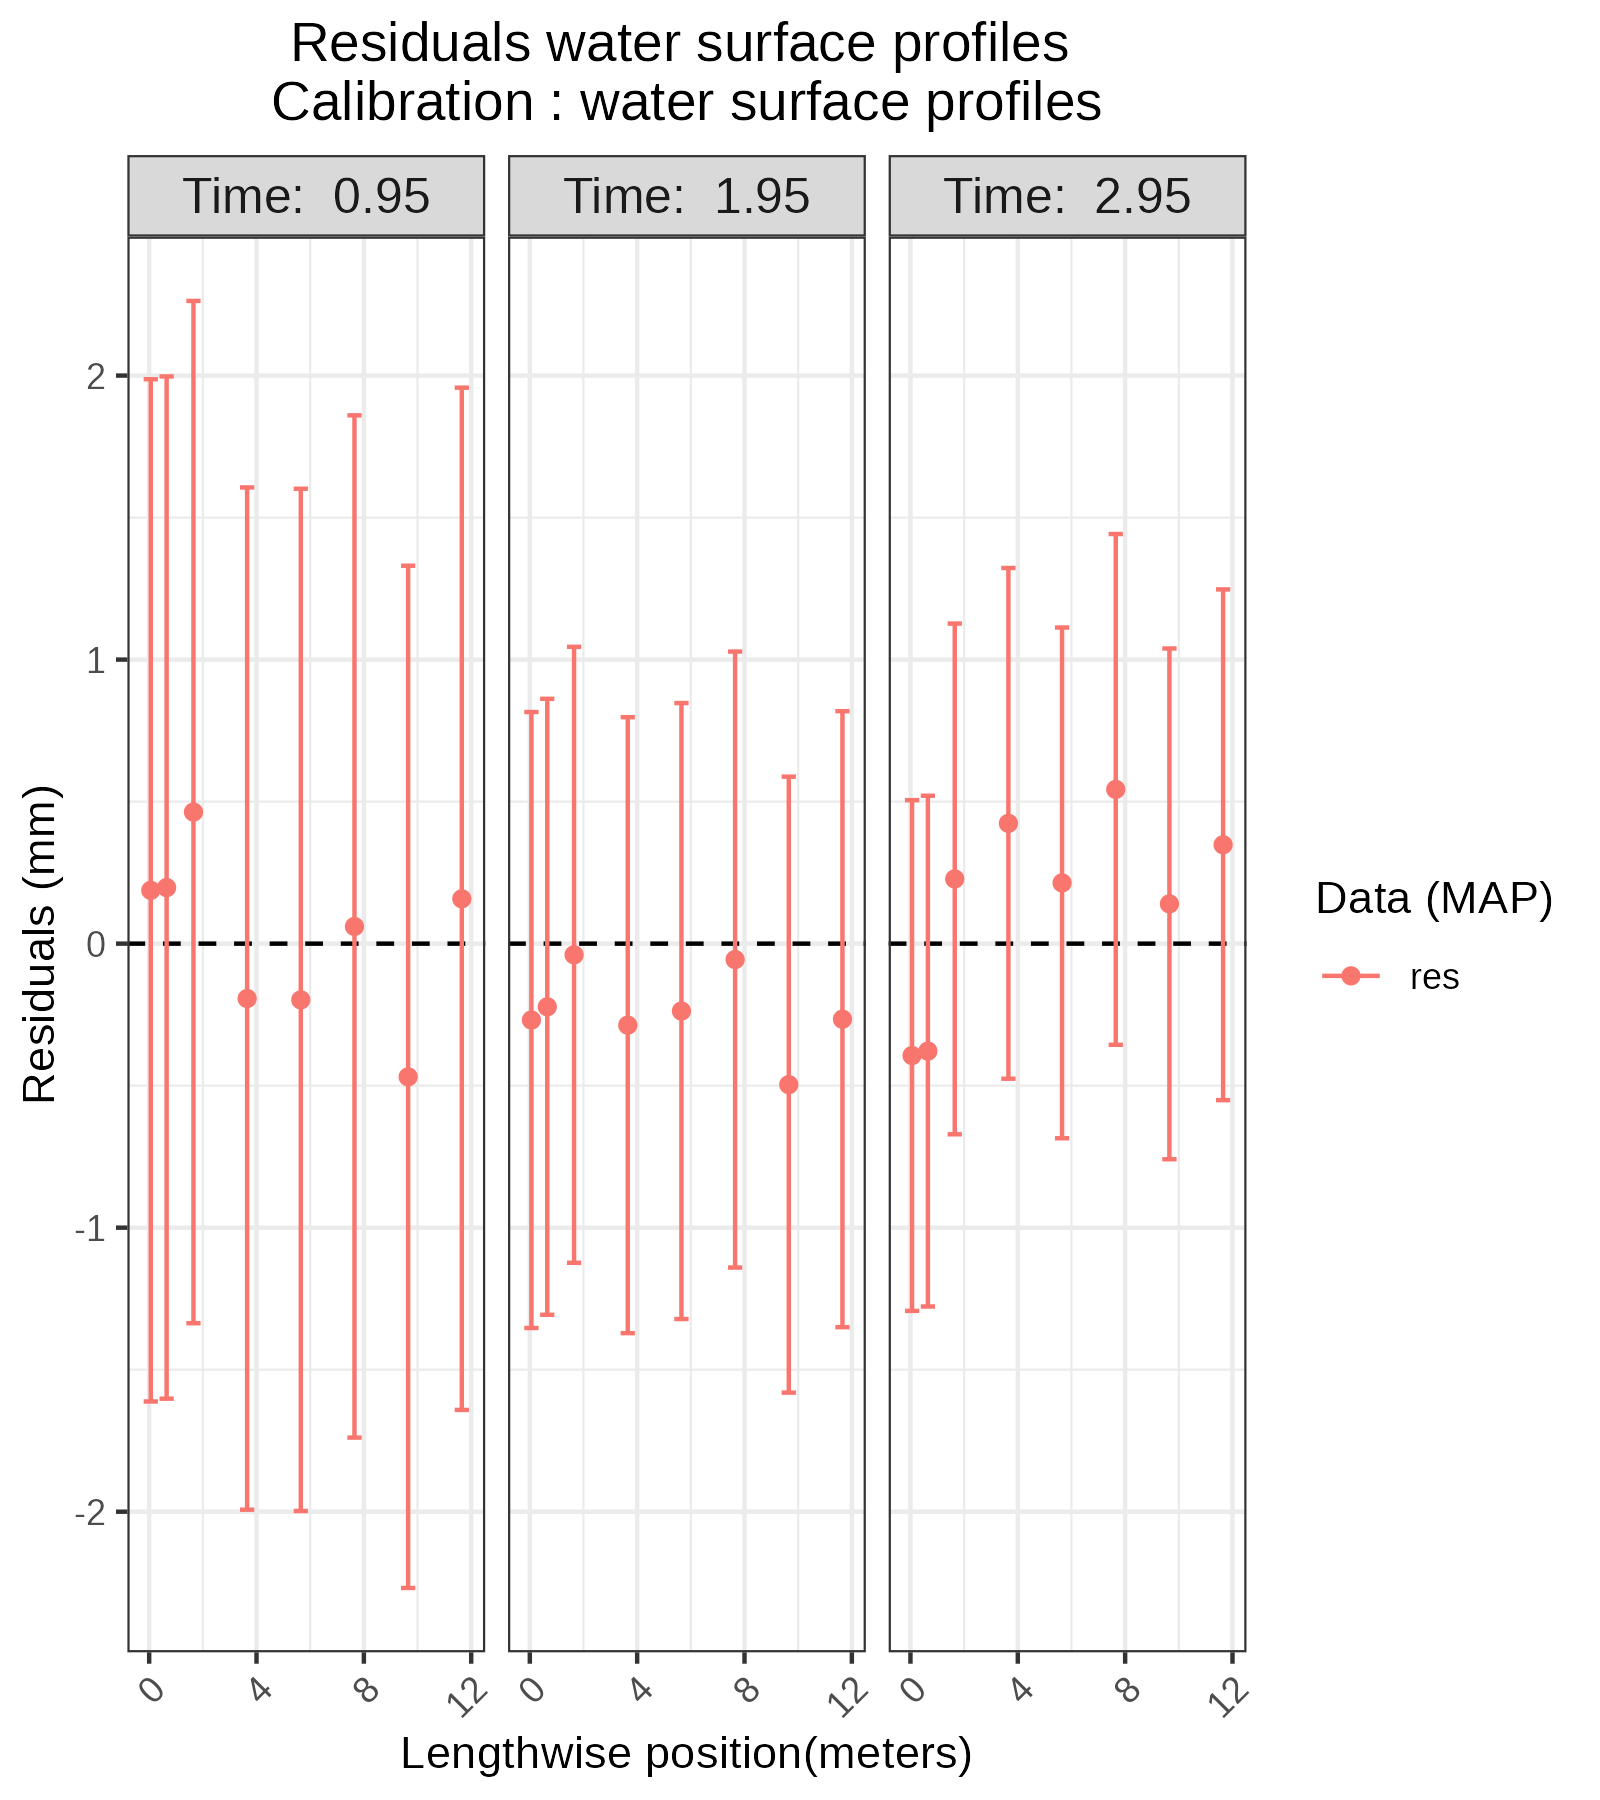 Residuals water surface profiles
Calibration : water surface profiles
Time: 0.95
Time: 1.95
Time: 2.95
Residuals (mm)
2
1
0
-1
-2
0 4 8 12
0 4 8 12
0 4 8 12
Lengthwise position(meters)
Data (MAP)
res